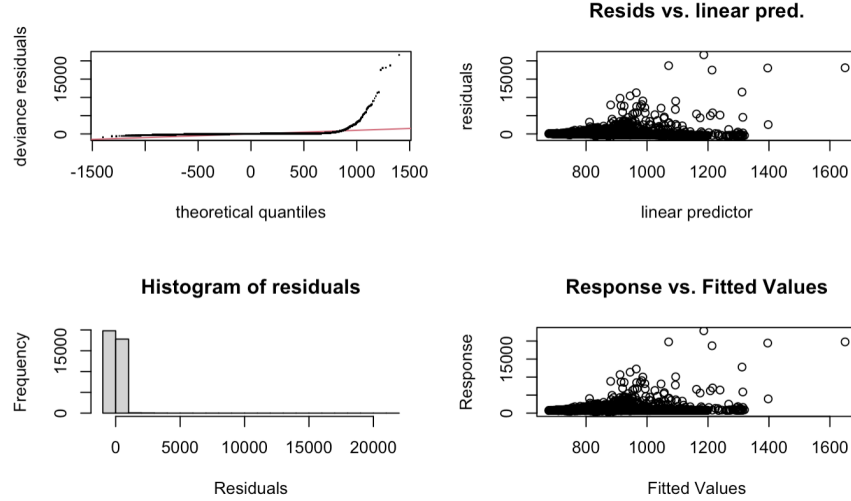 deviance residuals
0
15000
-1500
-500
0
500
1000
1500
theoretical quantiles
Resids vs. linear pred.
residuals
0
15000
800
1000
1200
1400
1600
linear predictor
Histogram of residuals
Frequency
0
15000
0
5000
10000
15000
20000
Residuals
Response vs. Fitted Values
Response
0
15000
800
1000
1200
1400
1600
Fitted Values